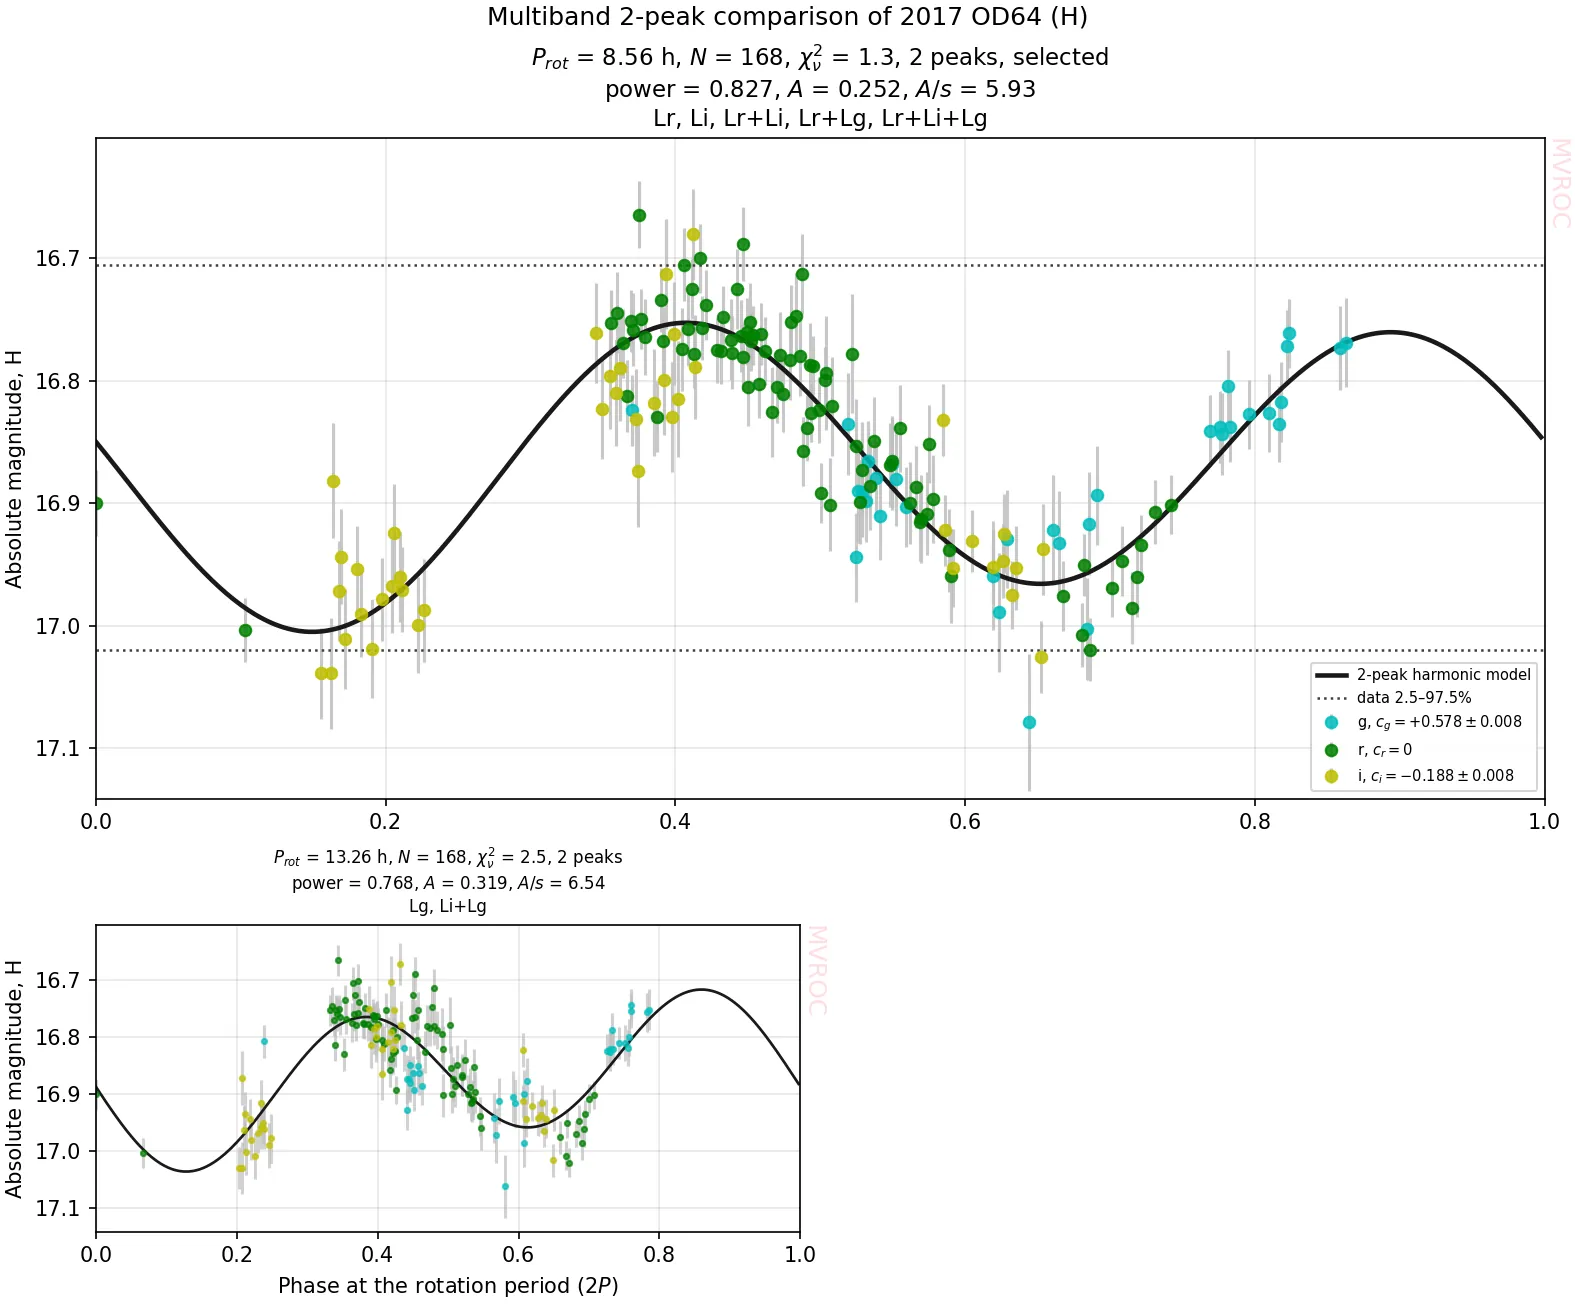 Multiband 2-peak comparison of 2017 OD64 (H)
P_rot = 8.56 h, N = 168, χ²_ν = 1.3, 2 peaks, selected
power = 0.827, A = 0.252, A/s = 5.93
Lr, Li, Lr+Li, Lr+Lg, Lr+Li+Lg
MVROC
Absolute magnitude, H
16.7
16.8
16.9
17.0
17.1
2-peak harmonic model
data 2.5–97.5%
g, c_g = +0.578 ± 0.008
r, c_r = 0
i, c_i = −0.188 ± 0.008
0.0 0.2 0.4 0.6 0.8 1.0
P_rot = 13.26 h, N = 168, χ²_ν = 2.5, 2 peaks
power = 0.768, A = 0.319, A/s = 6.54
Lg, Li+Lg
MVROC
Absolute magnitude, H
16.7
16.8
16.9
17.0
17.1
0.0 0.2 0.4 0.6 0.8 1.0
Phase at the rotation period (2P)